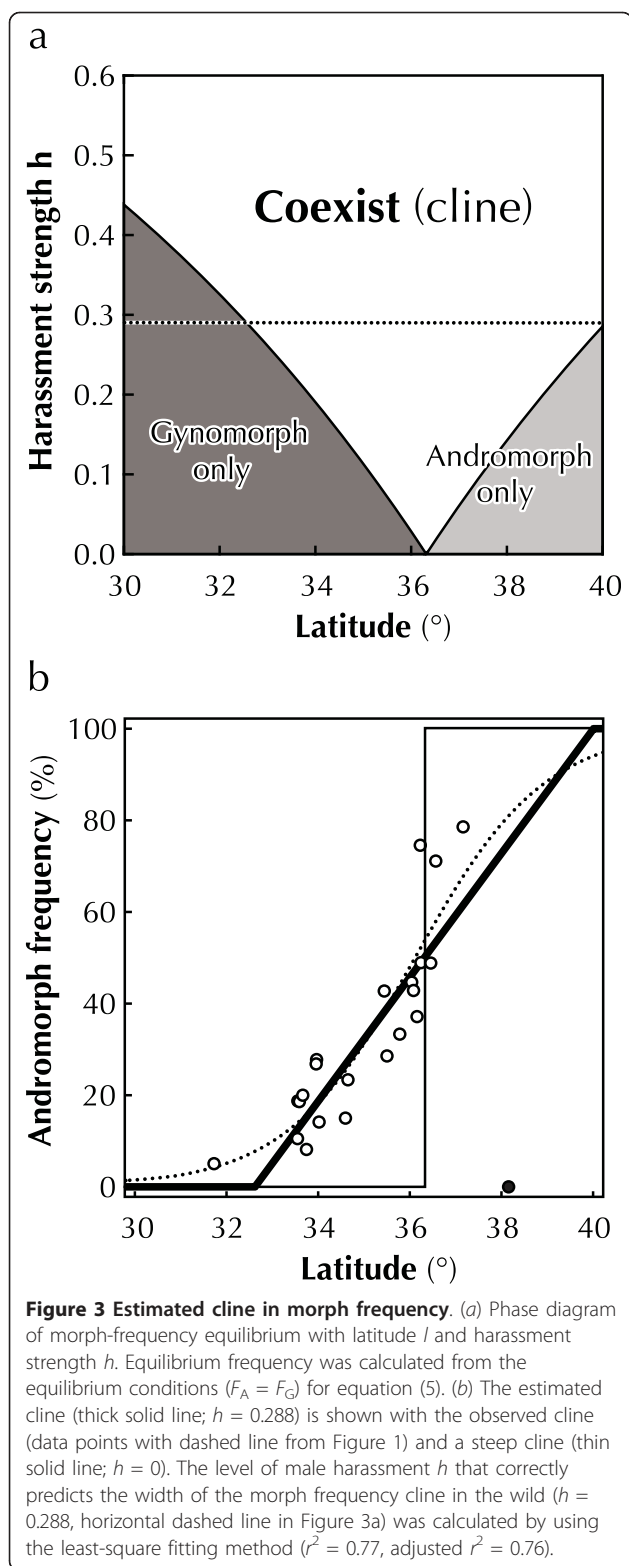 a
0.6
0.5
0.4
0.3
0.2
0.1
0.0
Harassment strength h
Coexist (cline)
Gynomorph
only
Andromorph
only
30 32 34 36 38 40
Latitude (°)
b
100
80
60
40
20
0
Andromorph frequency (%)
30 32 34 36 38 40
Latitude (°)
Figure 3 Estimated cline in morph frequency. (a) Phase diagram
of morph-frequency equilibrium with latitude l and harassment
strength h. Equilibrium frequency was calculated from the
equilibrium conditions (F_A = F_G) for equation (5). (b) The estimated
cline (thick solid line; h = 0.288) is shown with the observed cline
(data points with dashed line from Figure 1) and a steep cline (thin
solid line; h = 0). The level of male harassment h that correctly
predicts the width of the morph frequency cline in the wild (h =
0.288, horizontal dashed line in Figure 3a) was calculated by using
the least-square fitting method (r² = 0.77, adjusted r² = 0.76).